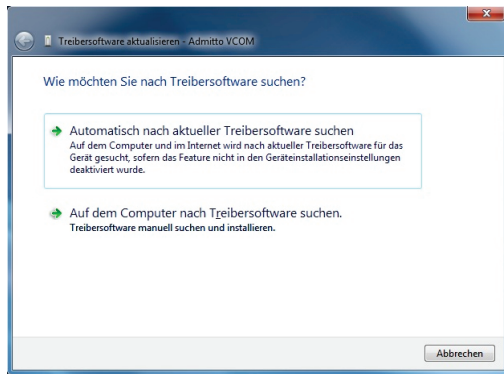 Treibersoftware aktualisieren - Admitto VCOM
Wie möchten Sie nach Treibersoftware suchen?
Automatisch nach aktueller Treibersoftware suchen
Auf dem Computer und im Internet wird nach aktueller Treibersoftware für das
Gerät gesucht, sofern das Feature nicht in den Geräteinstallationseinstellungen
deaktiviert wurde.
Auf dem Computer nach Treibersoftware suchen.
Treibersoftware manuell suchen und installieren.
Abbrechen